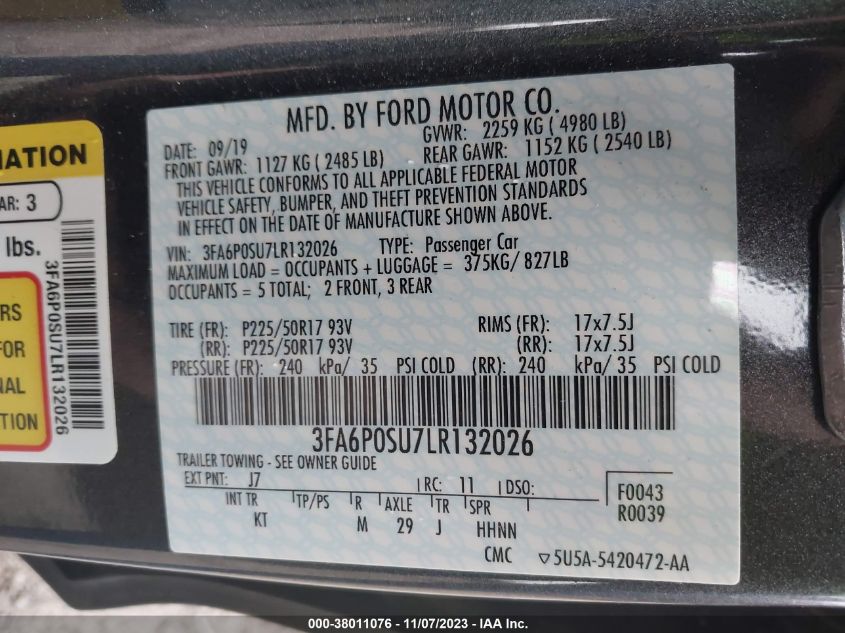 MFD. BY FORD MOTOR CO.
DATE: 09/19 GVWR: 2259 KG ( 4980 LB)
FRONT GAWR: 1127 KG ( 2485 LB) REAR GAWR: 1152 KG ( 2540 LB)
THIS VEHICLE CONFORMS TO ALL APPLICABLE FEDERAL MOTOR
VEHICLE SAFETY, BUMPER, AND THEFT PREVENTION STANDARDS
IN EFFECT ON THE DATE OF MANUFACTURE SHOWN ABOVE.
VIN: 3FA6P0SU7LR132026 TYPE: Passenger Car
MAXIMUM LOAD = OCCUPANTS + LUGGAGE = 375KG/ 827LB
OCCUPANTS = 5 TOTAL; 2 FRONT, 3 REAR
TIRE (FR): P225/50R17 93V RIMS (FR): 17x7.5J
(RR): P225/50R17 93V (RR): 17x7.5J
PRESSURE (FR): 240 kPa/ 35 PSI COLD (RR): 240 kPa/ 35 PSI COLD
3FA6P0SU7LR132026
TRAILER TOWING - SEE OWNER GUIDE
EXT PNT: J7 RC: 11 DSO: F0043
INT TR TP/PS R AXLE TR SPR R0039
KT M 29 J HHNN
CMC ▽5U5A-5420472-AA
MATION
AR: 3
lbs.
RS
FOR
NAL
N
3FA6P0SU7LR132026
000-38011076 - 11/07/2023 - IAAI.com